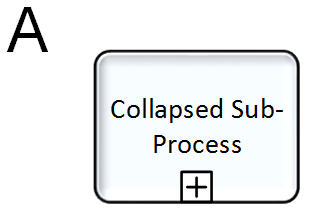 A
Collapsed Sub-
Process